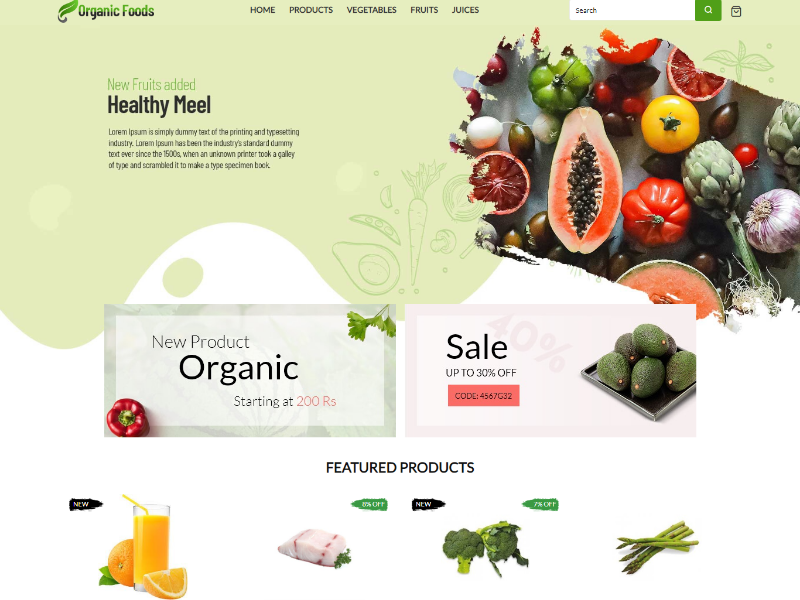 Organic Foods
HOME PRODUCTS VEGETABLES FRUITS JUICES
Search
New Fruits added
Healthy Meel
Lorem Ipsum is simply dummy text of the printing and typesetting
industry. Lorem Ipsum has been the industry's standard dummy
text ever since the 1500s, when an unknown printer took a galley
of type and scrambled it to make a type specimen book.
New Product
Organic
Starting at 200 Rs
40%
Sale
UP TO 30% OFF
CODE: 4567G32
FEATURED PRODUCTS
NEW
6% OFF
NEW
7% OFF